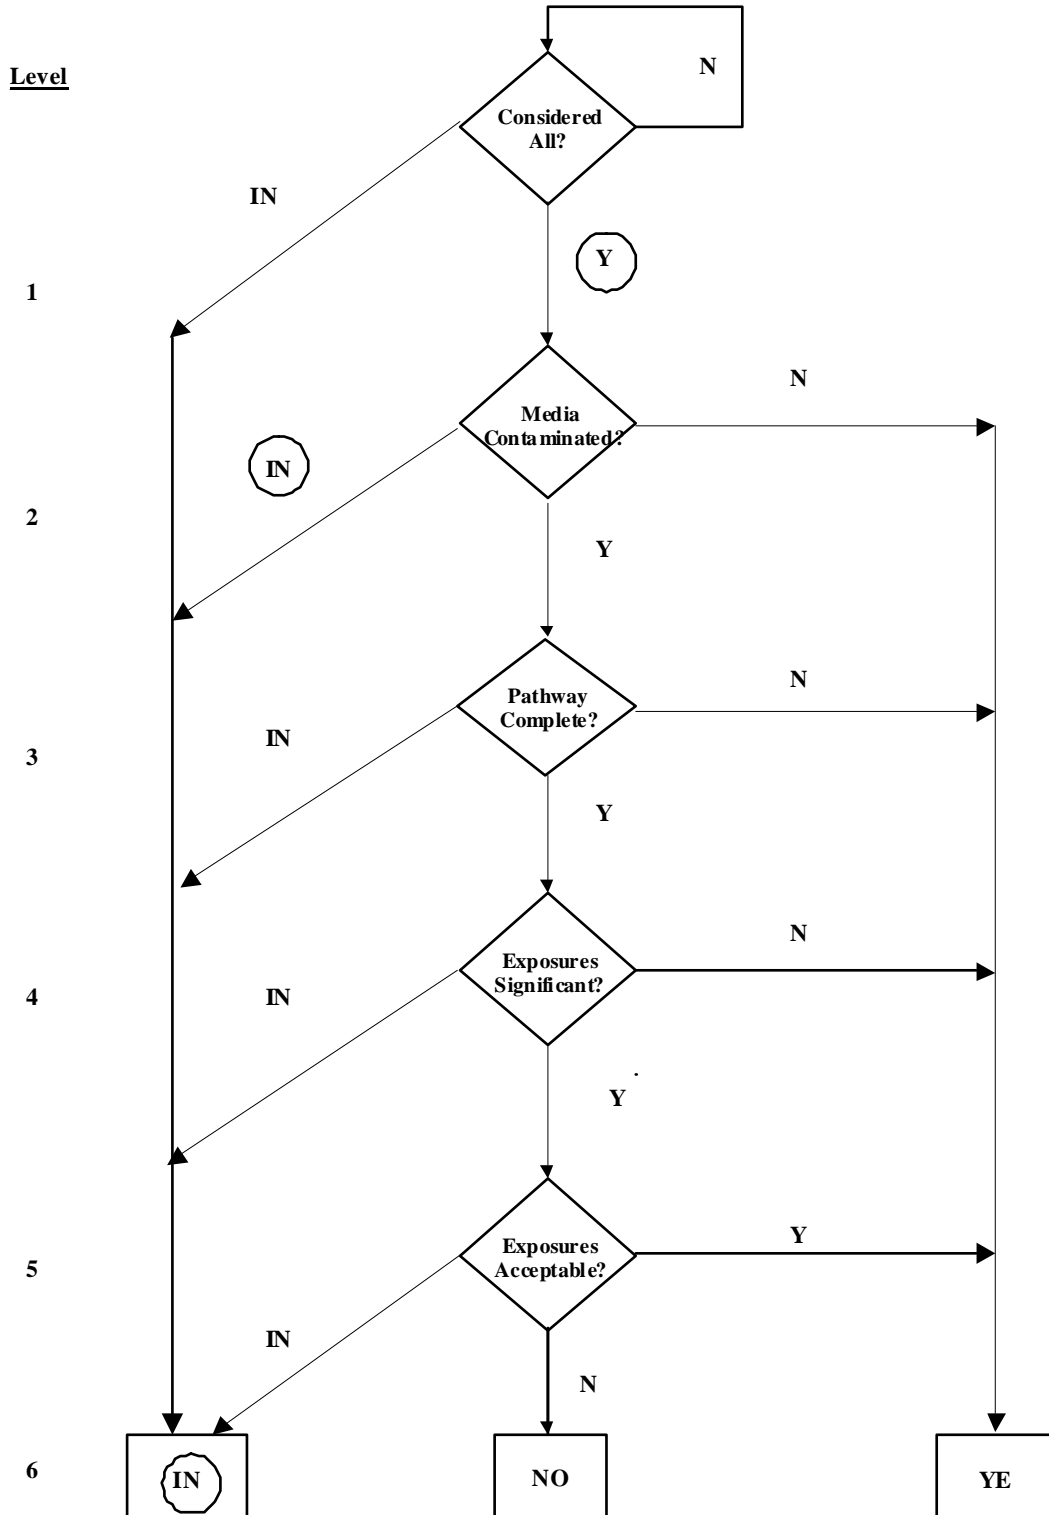 N
Level
Considered
All?
IN
Y
1
N
Media
Contaminated?
IN
2
Y
N
Pathway
Complete?
IN
3
Y
N
Exposures
Significant?
IN
4
Y
Y
Exposures
Acceptable?
5
IN
N
6
IN
NO
YE